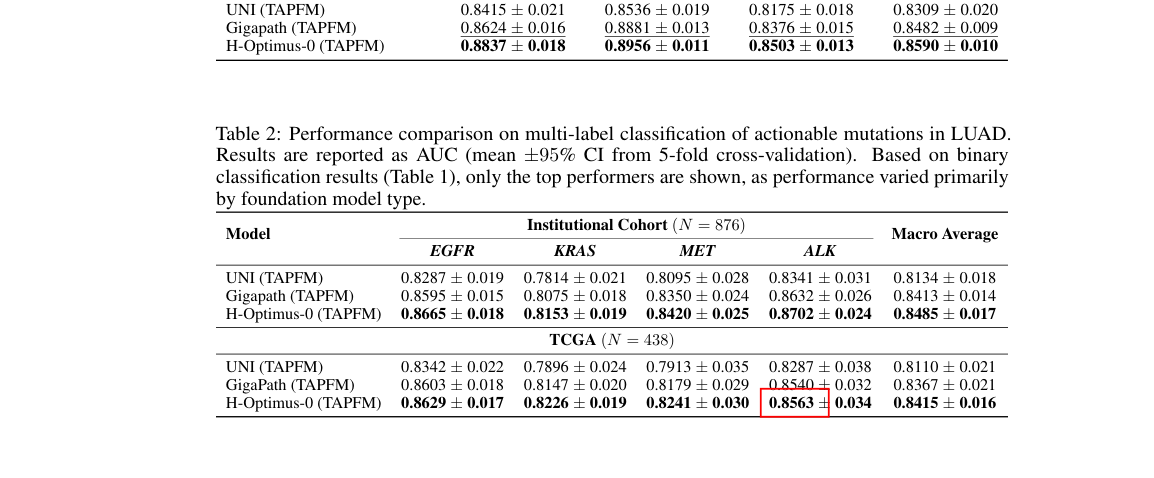 UNI (TAPFM) 0.8415 ± 0.021 0.8536 ± 0.019 0.8175 ± 0.018 0.8309 ± 0.020
Gigapath (TAPFM) 0.8624 ± 0.016 0.8881 ± 0.013 0.8376 ± 0.015 0.8482 ± 0.009
H-Optimus-0 (TAPFM) 0.8837 ± 0.018 0.8956 ± 0.011 0.8503 ± 0.013 0.8590 ± 0.010
Table 2: Performance comparison on multi-label classification of actionable mutations in LUAD.
Results are reported as AUC (mean ±95% CI from 5-fold cross-validation). Based on binary
classification results (Table 1), only the top performers are shown, as performance varied primarily
by foundation model type.
Model Institutional Cohort (N = 876) Macro Average
EGFR KRAS MET ALK
UNI (TAPFM) 0.8287 ± 0.019 0.7814 ± 0.021 0.8095 ± 0.028 0.8341 ± 0.031 0.8134 ± 0.018
Gigapath (TAPFM) 0.8595 ± 0.015 0.8075 ± 0.018 0.8350 ± 0.024 0.8632 ± 0.026 0.8413 ± 0.014
H-Optimus-0 (TAPFM) 0.8665 ± 0.018 0.8153 ± 0.019 0.8420 ± 0.025 0.8702 ± 0.024 0.8485 ± 0.017
TCGA (N = 438)
UNI (TAPFM) 0.8342 ± 0.022 0.7896 ± 0.024 0.7913 ± 0.035 0.8287 ± 0.038 0.8110 ± 0.021
GigaPath (TAPFM) 0.8603 ± 0.018 0.8147 ± 0.020 0.8179 ± 0.029 0.8540 ± 0.032 0.8367 ± 0.021
H-Optimus-0 (TAPFM) 0.8629 ± 0.017 0.8226 ± 0.019 0.8241 ± 0.030 0.8563 ± 0.034 0.8415 ± 0.016